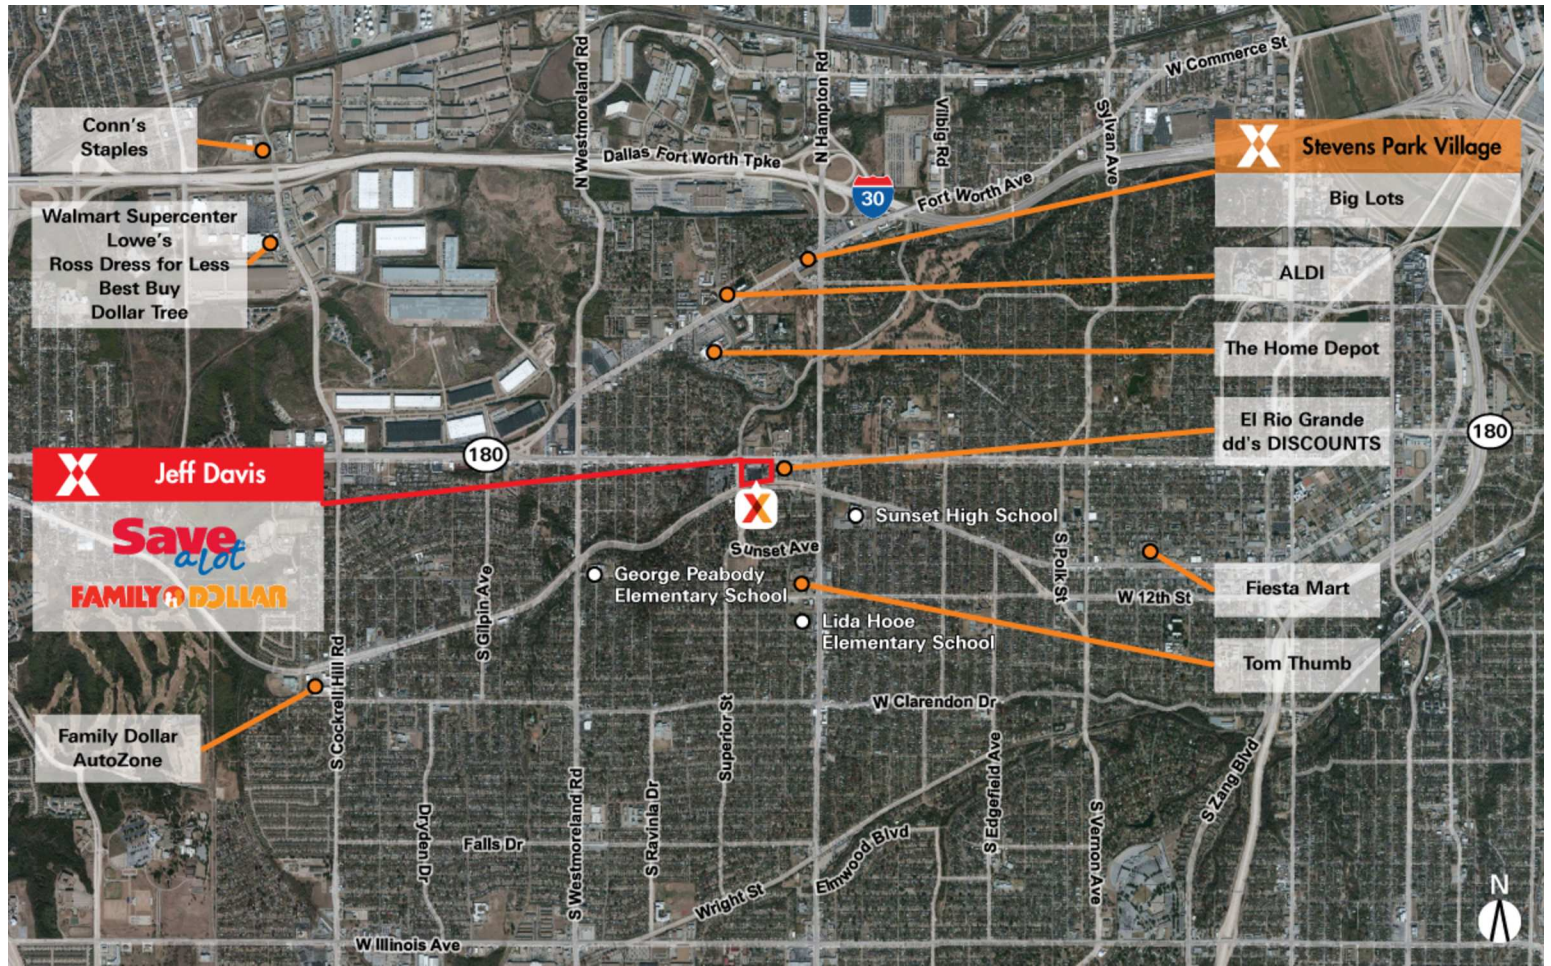 W Commerce St
N Westmoreland Rd
N Hampton Rd
Vilbig Rd
Sylvan Ave
Conn's
Staples
Dallas Fort Worth Tpke
30
Fort Worth Ave
Stevens Park Village
Big Lots
Walmart Supercenter
Lowe's
Ross Dress for Less
Best Buy
Dollar Tree
ALDI
The Home Depot
El Rio Grande
dd's DISCOUNTS
180
180
Jeff Davis
Save
a lot
FAMILY DOLLAR
Sunset High School
Sunset Ave
George Peabody
Elementary School
S Gilpin Ave
S Polk St
W 12th St
Fiesta Mart
Lida Hooe
Elementary School
Tom Thumb
S Cockrell Hill Rd
W Clarendon Dr
Family Dollar
AutoZone
Superior St
S Edgefield Ave
S Zang Blvd
S Westmoreland Rd
S Ravinia Dr
Dryden Dr
Falls Dr
S Vernon Ave
Elmwood Blvd
Wright St
N
W Illinois Ave